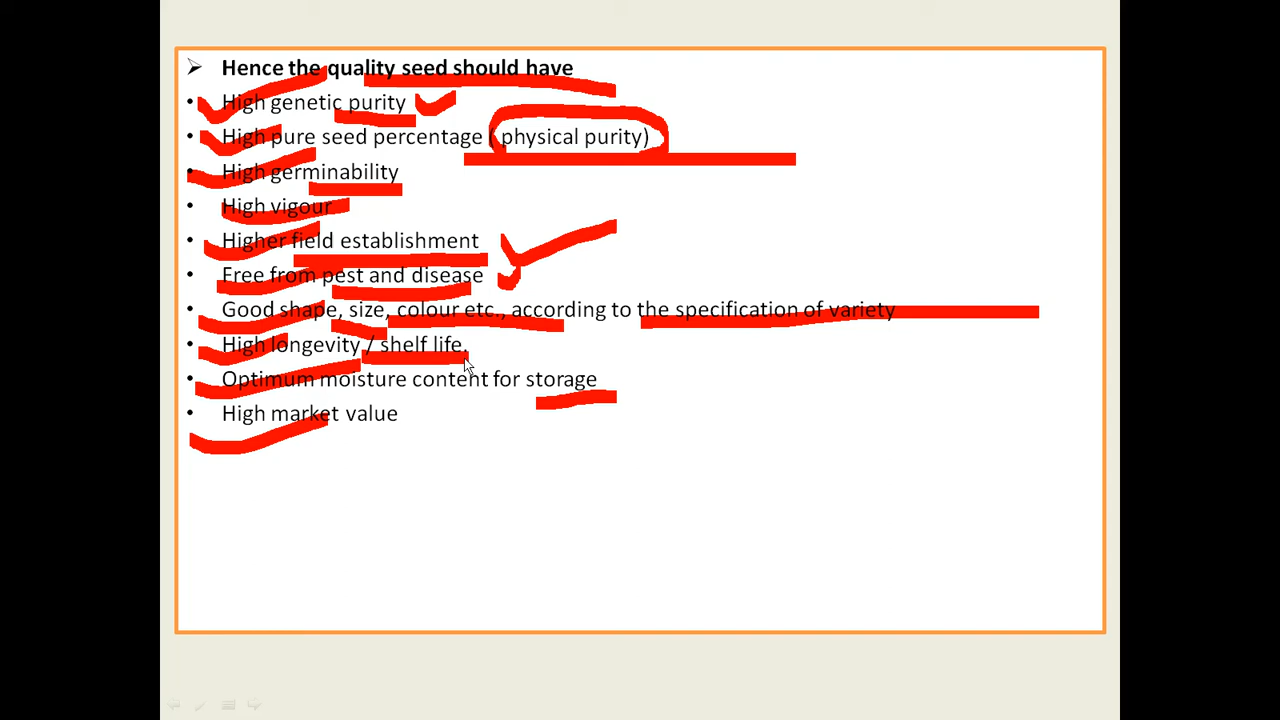 ➢ Hence the quality seed should have
• High genetic purity
• High pure seed percentage ( physical purity)
• High germinability
• High vigour
• Higher field establishment
• Free from pest and disease
• Good shape, size, colour etc., according to the specification of variety
• High longevity / shelf life.
• Optimum moisture content for storage
• High market value